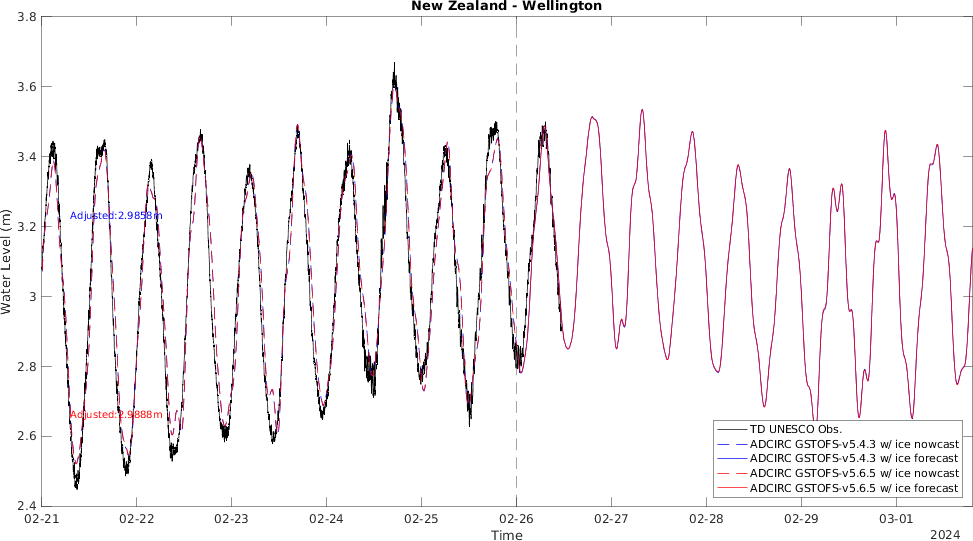 New Zealand - Wellington
3.8
3.6
3.4
3.2
3
2.8
2.6
2.4
Water Level (m)
Adjusted:2.9858m
Adjusted:2.9888m
TD UNESCO Obs.
ADCIRC GSTOFS-v5.4.3 w/ ice nowcast
ADCIRC GSTOFS-v5.4.3 w/ ice forecast
ADCIRC GSTOFS-v5.6.5 w/ ice nowcast
ADCIRC GSTOFS-v5.6.5 w/ ice forecast
02-21 02-22 02-23 02-24 02-25 02-26 02-27 02-28 02-29 03-01
Time
2024